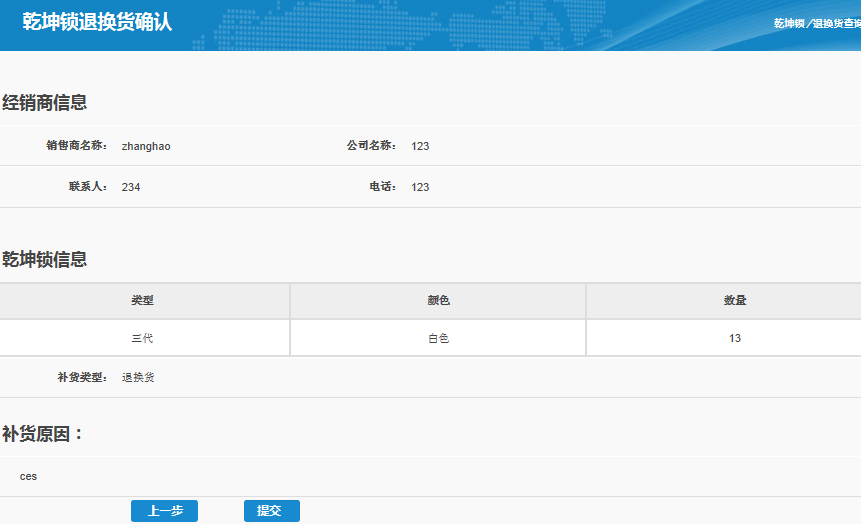 乾坤锁退换货确认
乾坤锁/退换货查询
经销商信息
销售商名称： zhanghao 公司名称： 123
联系人： 234 电话： 123
乾坤锁信息
类型 颜色 数量
三代 白色 13
补货类型： 退换货
补货原因：
ces
上一步 提交